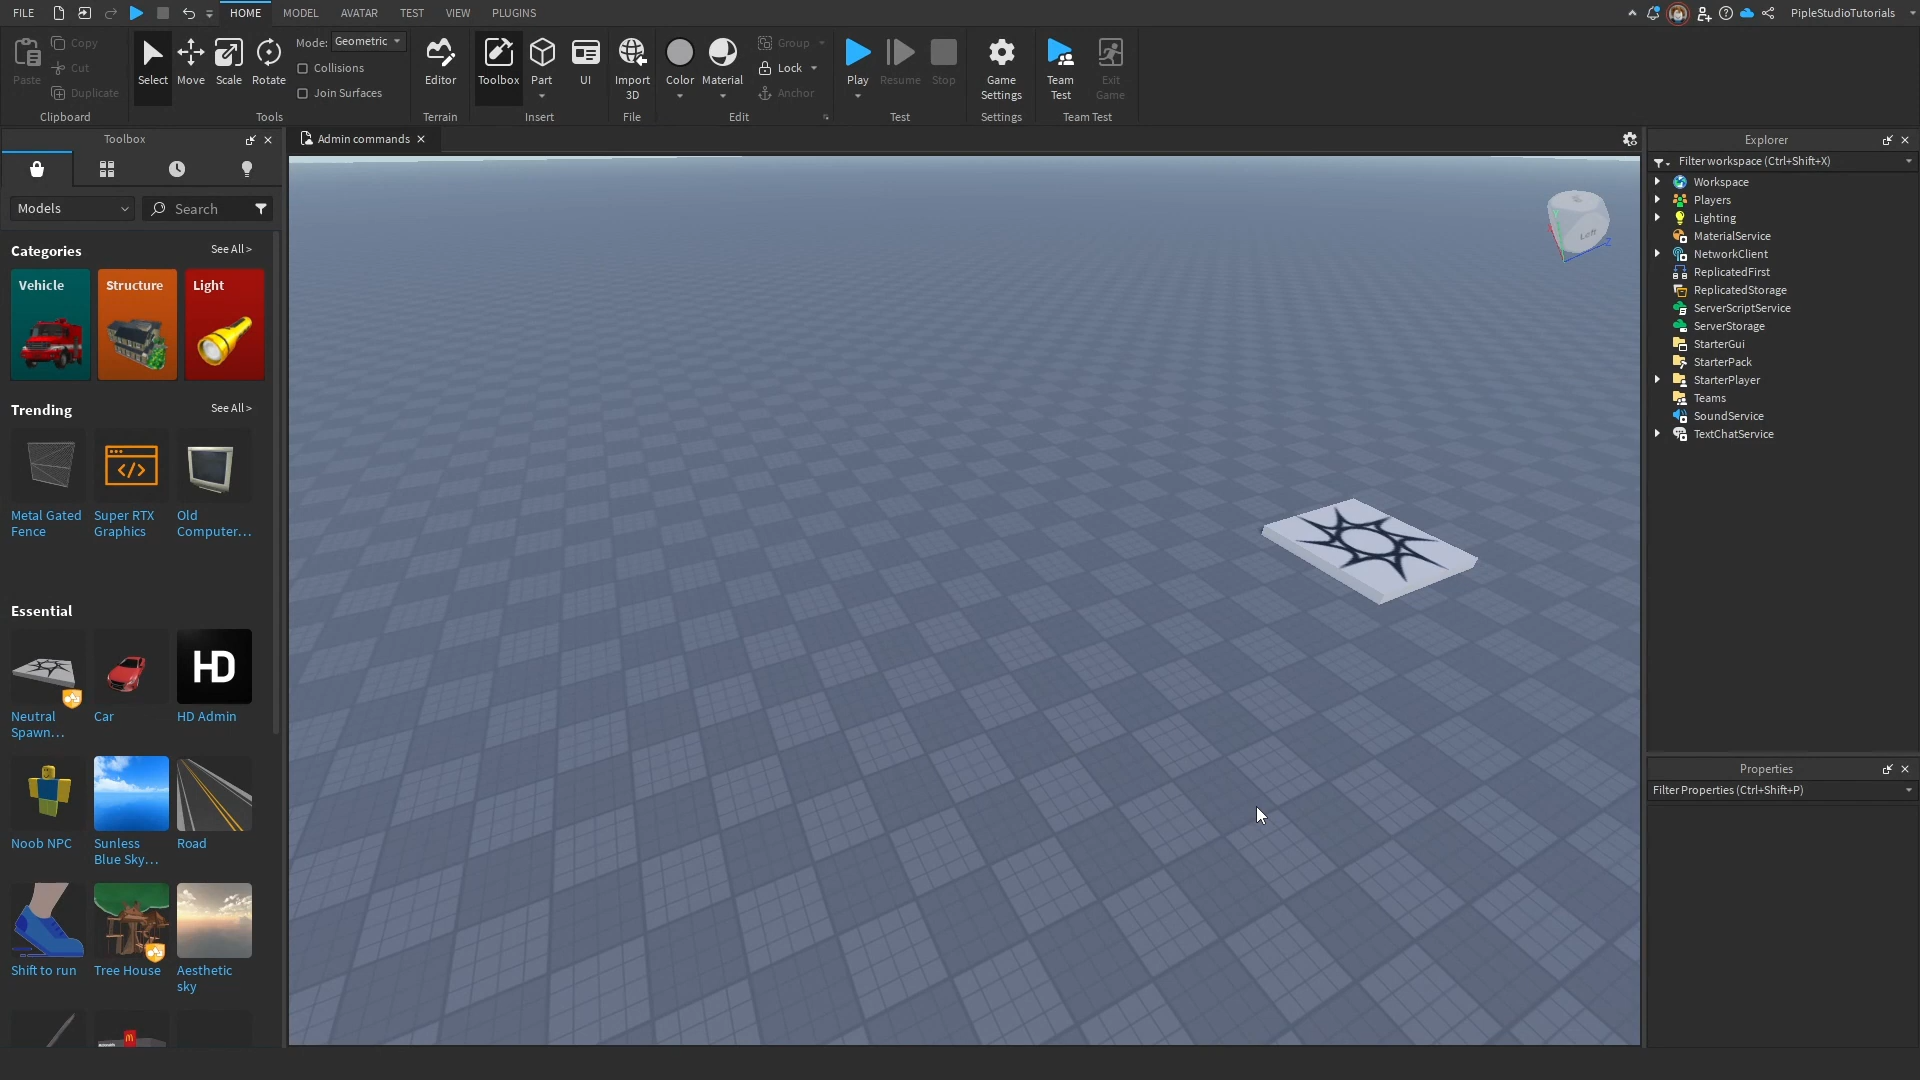 FILE HOME MODEL AVATAR TEST VIEW PLUGINS PipleStudioTutorials
Paste Copy Cut Duplicate
Clipboard
Select Move Scale Rotate
Mode: Geometric
Collisions
Join Surfaces
Tools
Editor
Terrain
Toolbox Part UI
Insert
Import
3D
File
Color Material Group
Lock
Anchor
Edit
Play Resume Stop
Test
Game
Settings
Settings
Team
Test
Exit
Game
Team Test
Toolbox
Models
Search
Categories See All >
Vehicle Structure Light
Trending See All >
Metal Gated
Fence
Super RTX
Graphics
Old
Computer...
Essential
HD
Neutral
Spawn...
Car
HD Admin
Noob NPC
Sunless
Blue Sky...
Road
Shift to run
Tree House
Aesthetic
sky
Admin commands
Left
Explorer
Filter workspace (Ctrl+Shift+X)
Workspace
Players
Lighting
MaterialService
NetworkClient
ReplicatedFirst
ReplicatedStorage
ServerScriptService
ServerStorage
StarterGui
StarterPack
StarterPlayer
Teams
SoundService
TextChatService
Properties
Filter Properties (Ctrl+Shift+P)